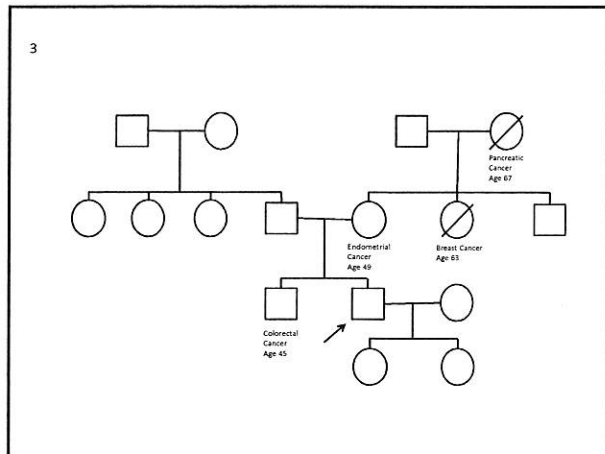 3
Pancreatic
Cancer
Age 67
Endometrial
Cancer
Age 49
Breast Cancer
Age 63
Colorectal
Cancer
Age 45